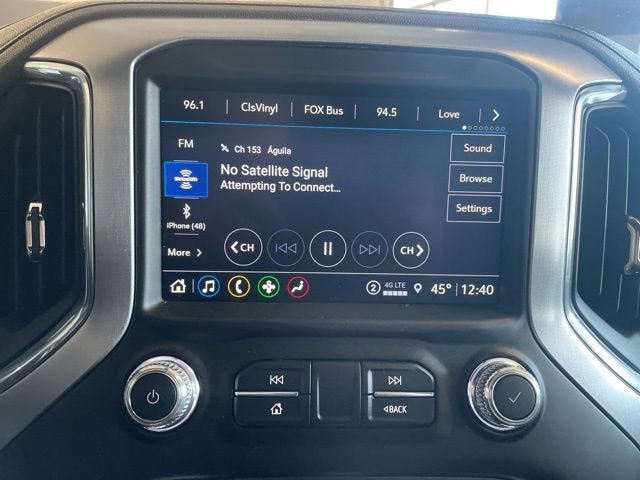 96.1 ClsVinyl FOX Bus 94.5 Love
FM
Ch 153 Águila
Sound
No Satellite Signal
Attempting To Connect...
Browse
SiriusXM
Settings
iPhone (48)
More
CH CH
2 4G LTE 45° 12:40
BACK